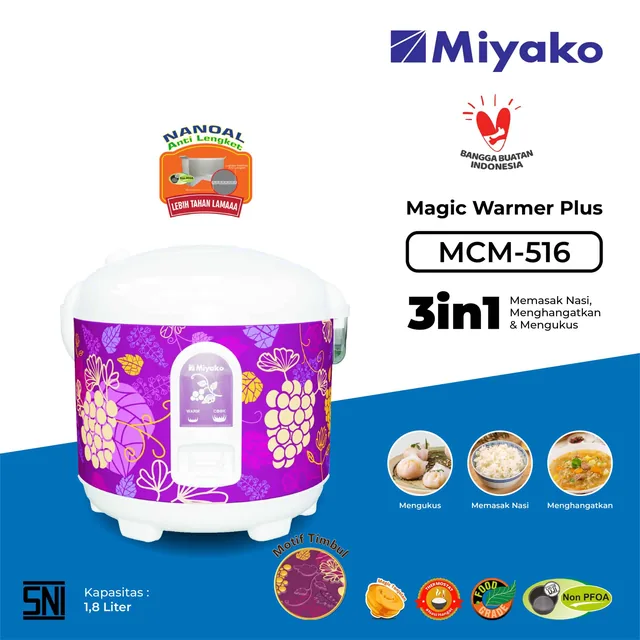 Miyako
BANGGA BUATAN
INDONESIA
NANOAL
Anti Lengket
LEBIH TAHAN LAMAAA
Magic Warmer Plus
MCM-516
3in1
Memasak Nasi,
Menghangatkan
& Mengukus
Miyako
WARM
COOK
Mengukus
Memasak Nasi
Menghangatkan
Motif Timbul
SNI
Kapasitas :
1,8 Liter
THERMOSTAT
FOOD
GRADE
Non PFOA